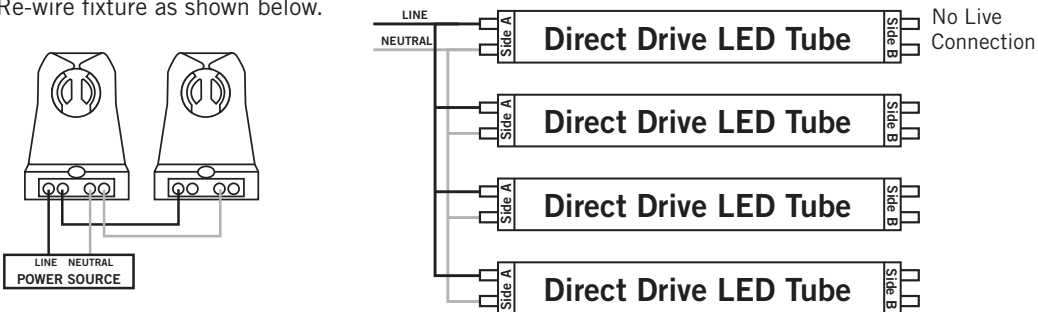 Re-wire fixture as shown below.
LINE NEUTRAL
POWER SOURCE
LINE
NEUTRAL
Side A Direct Drive LED Tube Side B
No Live
Connection
Side A Direct Drive LED Tube Side B
Side A Direct Drive LED Tube Side B
Side A Direct Drive LED Tube Side B